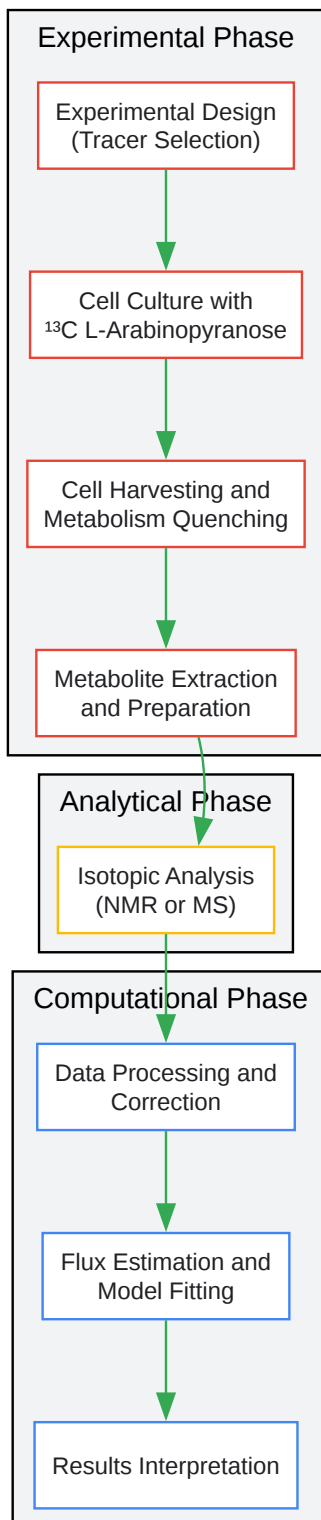 Experimental Phase
Experimental Design
(Tracer Selection)
Cell Culture with
¹³C L-Arabinopyranose
Cell Harvesting and
Metabolism Quenching
Metabolite Extraction
and Preparation
Analytical Phase
Isotopic Analysis
(NMR or MS)
Computational Phase
Data Processing and
Correction
Flux Estimation and
Model Fitting
Results Interpretation